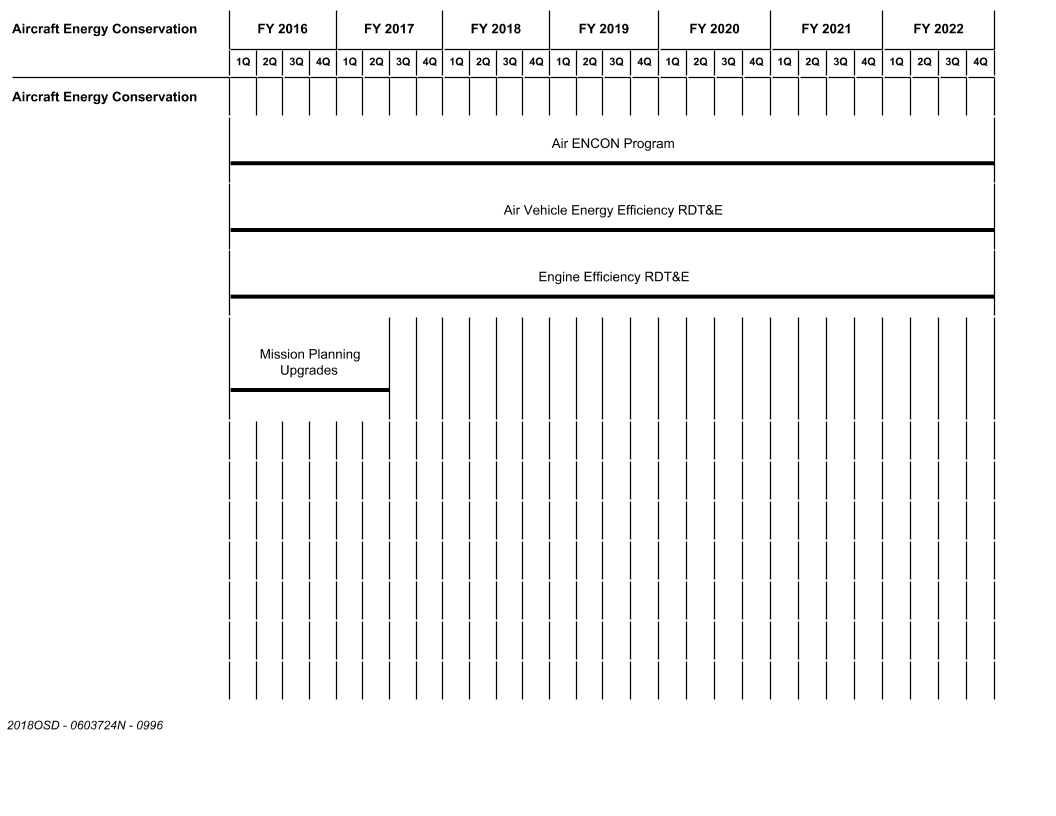 Aircraft Energy Conservation FY 2016 FY 2017 FY 2018 FY 2019 FY 2020 FY 2021 FY 2022
1Q 2Q 3Q 4Q 1Q 2Q 3Q 4Q 1Q 2Q 3Q 4Q 1Q 2Q 3Q 4Q 1Q 2Q 3Q 4Q 1Q 2Q 3Q 4Q 1Q 2Q 3Q 4Q
Aircraft Energy Conservation
Air ENCON Program
Air Vehicle Energy Efficiency RDT&E
Engine Efficiency RDT&E
Mission Planning
Upgrades
2018OSD - 0603724N - 0996